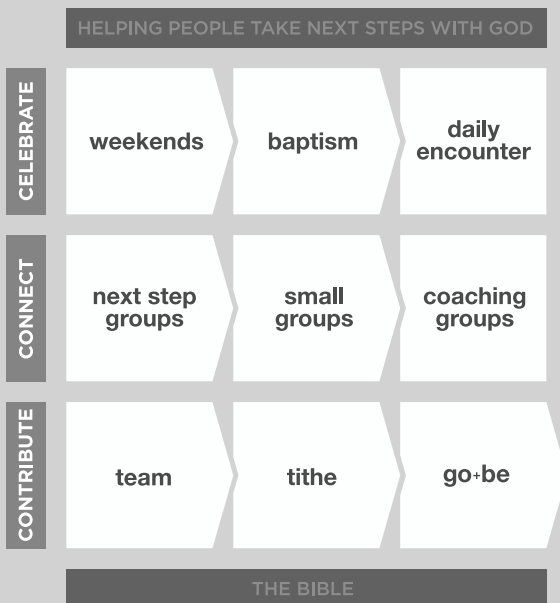 HELPING PEOPLE TAKE NEXT STEPS WITH GOD
CELEBRATE
weekends
baptism
daily
encounter
CONNECT
next step
groups
small
groups
coaching
groups
CONTRIBUTE
team
tithe
go+be
THE BIBLE